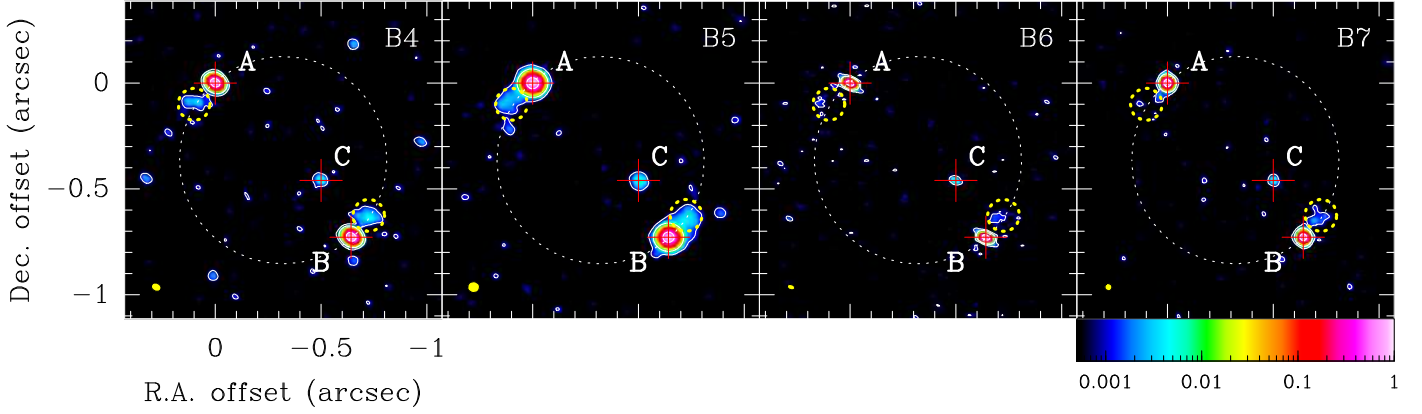 B4 B5 B6 B7
A A A A
C C C C
B B B B
Dec. offset (arcsec)
0
−0.5
−1
0 −0.5 −1
R.A. offset (arcsec)
0.001 0.01 0.1 1